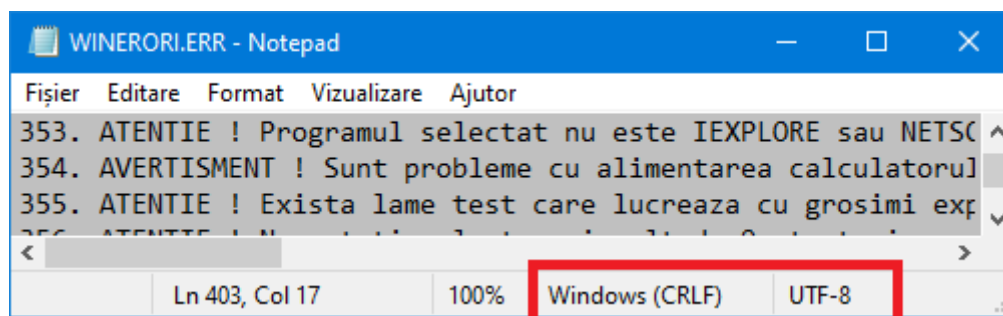 WINERORI.ERR - Notepad
Fișier Editare Format Vizualizare Ajutor
353. ATENTIE ! Programul selectat nu este IEXPLORE sau
354. AVERTISMENT ! Sunt probleme cu alimentarea
355. ATENTIE ! Exista lame test care lucreaza cu grosimi
Ln 403, Col 17 100% Windows (CRLF) UTF-8